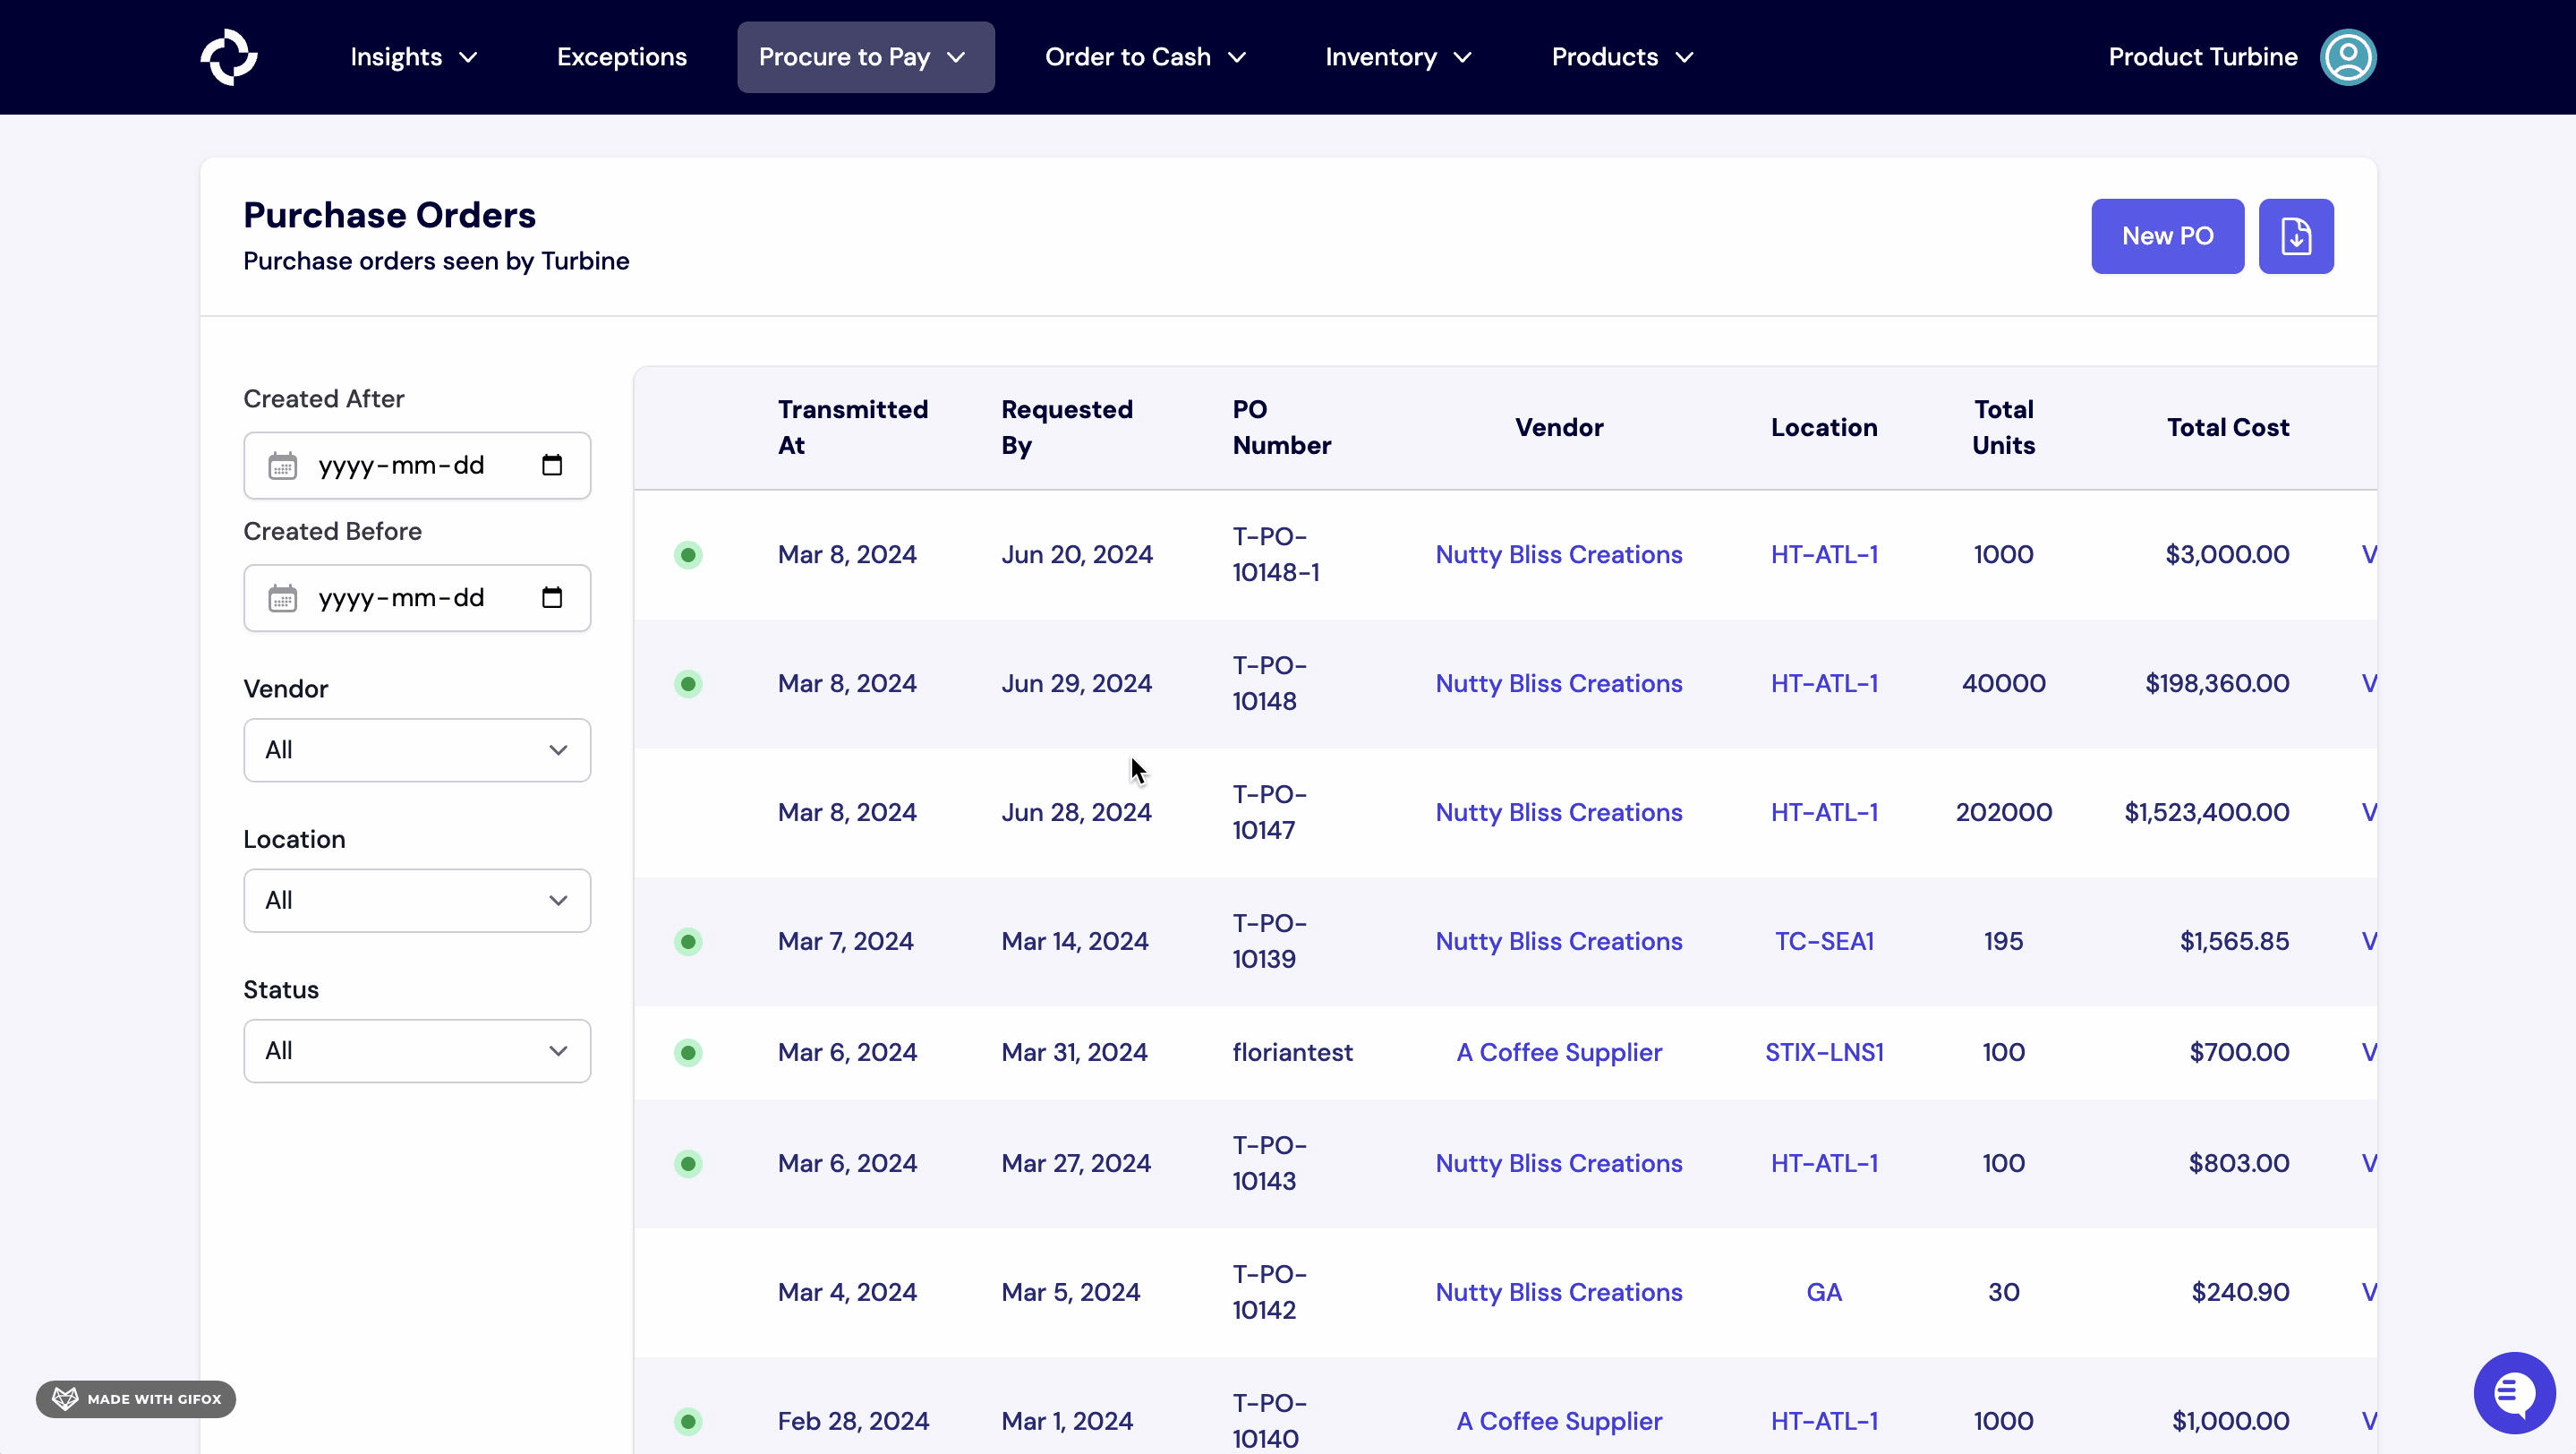 Insights Exceptions Procure to Pay Order to Cash Inventory Products Product Turbine
Purchase Orders
Purchase orders seen by Turbine
New PO
Created After
yyyy-mm-dd
Created Before
yyyy-mm-dd
Vendor
All
Location
All
Status
All
Transmitted At Requested By PO Number Vendor Location Total Units Total Cost
Mar 8, 2024 Jun 20, 2024 T-PO-10148-1 Nutty Bliss Creations HT-ATL-1 1000 $3,000.00 V
Mar 8, 2024 Jun 29, 2024 T-PO-10148 Nutty Bliss Creations HT-ATL-1 40000 $198,360.00 V
Mar 8, 2024 Jun 28, 2024 T-PO-10147 Nutty Bliss Creations HT-ATL-1 202000 $1,523,400.00 V
Mar 7, 2024 Mar 14, 2024 T-PO-10139 Nutty Bliss Creations TC-SEA1 195 $1,565.85 V
Mar 6, 2024 Mar 31, 2024 floriantest A Coffee Supplier STIX-LNS1 100 $700.00 V
Mar 6, 2024 Mar 27, 2024 T-PO-10143 Nutty Bliss Creations HT-ATL-1 100 $803.00 V
Mar 4, 2024 Mar 5, 2024 T-PO-10142 Nutty Bliss Creations GA 30 $240.90 V
Feb 28, 2024 Mar 1, 2024 T-PO-10140 A Coffee Supplier HT-ATL-1 1000 $1,000.00 V
MADE WITH GIFOX